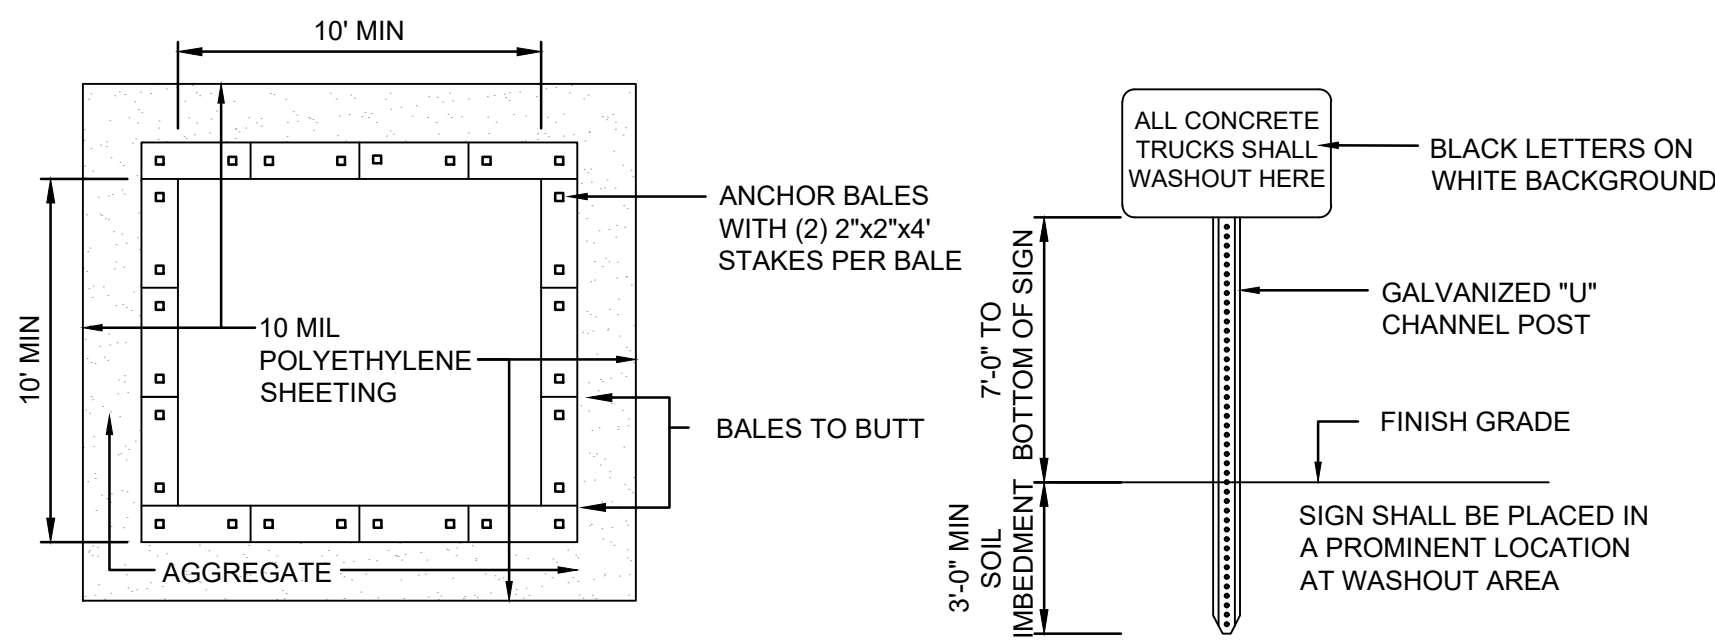 10' MIN
10' MIN
ANCHOR BALES
WITH (2) 2"x2"x4'
STAKES PER BALE
10 MIL
POLYETHYLENE
SHEETING
BALES TO BUTT
AGGREGATE
ALL CONCRETE
TRUCKS SHALL
WASHOUT HERE
BLACK LETTERS ON
WHITE BACKGROUND
7'-0" TO
BOTTOM OF SIGN
GALVANIZED "U"
CHANNEL POST
FINISH GRADE
3'-0" MIN
SOIL
IMBEDMENT
SIGN SHALL BE PLACED IN
A PROMINENT LOCATION
AT WASHOUT AREA